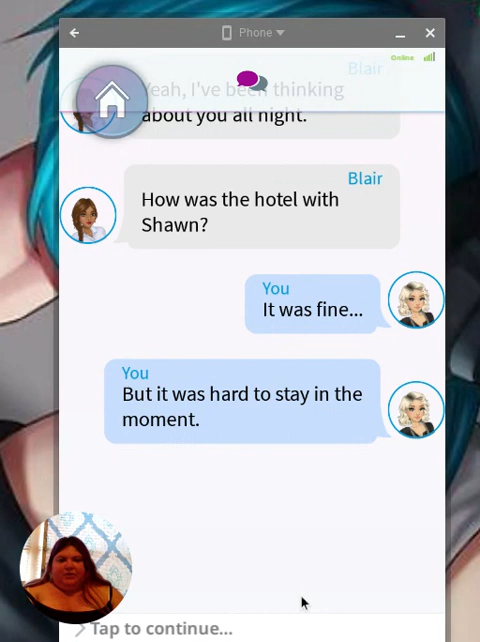 Phone
Online
Blair
Yeah, I've been thinking
about you all night.
Blair
How was the hotel with
Shawn?
You
It was fine...
You
But it was hard to stay in the
moment.
Tap to continue...